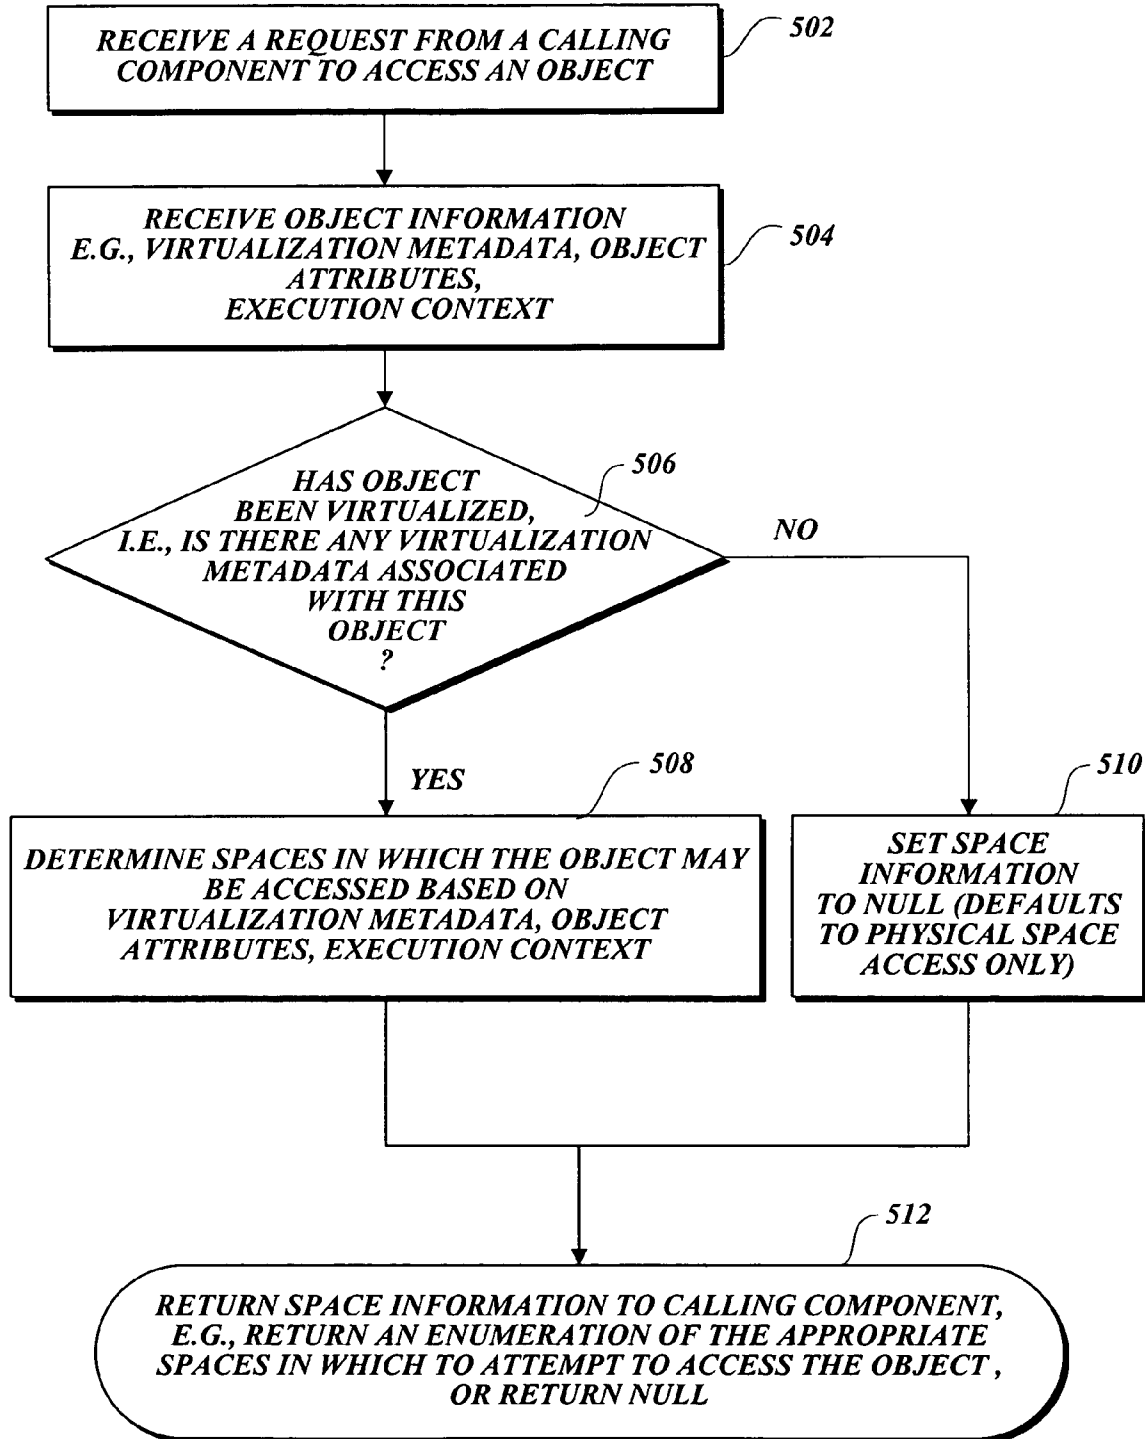 RECEIVE A REQUEST FROM A CALLING
COMPONENT TO ACCESS AN OBJECT
502
RECEIVE OBJECT INFORMATION
E.G., VIRTUALIZATION METADATA, OBJECT
ATTRIBUTES,
EXECUTION CONTEXT
504
HAS OBJECT
BEEN VIRTUALIZED,
I.E., IS THERE ANY VIRTUALIZATION
METADATA ASSOCIATED
WITH THIS
OBJECT
?
506
NO
YES
508
DETERMINE SPACES IN WHICH THE OBJECT MAY
BE ACCESSED BASED ON
VIRTUALIZATION METADATA, OBJECT
ATTRIBUTES, EXECUTION CONTEXT
510
SET SPACE
INFORMATION
TO NULL (DEFAULTS
TO PHYSICAL SPACE
ACCESS ONLY)
512
RETURN SPACE INFORMATION TO CALLING COMPONENT,
E.G., RETURN AN ENUMERATION OF THE APPROPRIATE
SPACES IN WHICH TO ATTEMPT TO ACCESS THE OBJECT ,
OR RETURN NULL